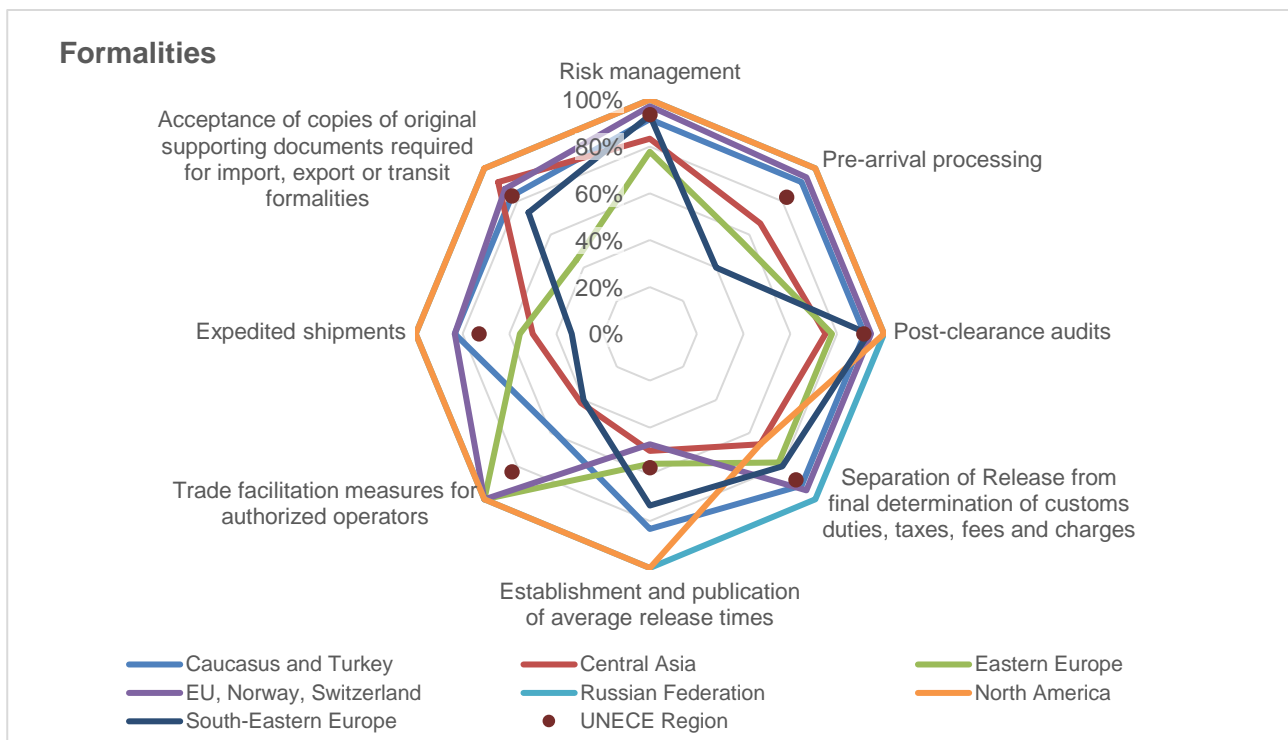 Formalities
Risk management
100%
80%
60%
40%
20%
0%
Pre-arrival processing
Post-clearance audits
Separation of Release from
final determination of customs
duties, taxes, fees and charges
Establishment and publication
of average release times
Trade facilitation measures for
authorized operators
Expedited shipments
Acceptance of copies of original
supporting documents required
for import, export or transit
formalities
Caucasus and Turkey
Central Asia
Eastern Europe
EU, Norway, Switzerland
Russian Federation
North America
South-Eastern Europe
UNECE Region